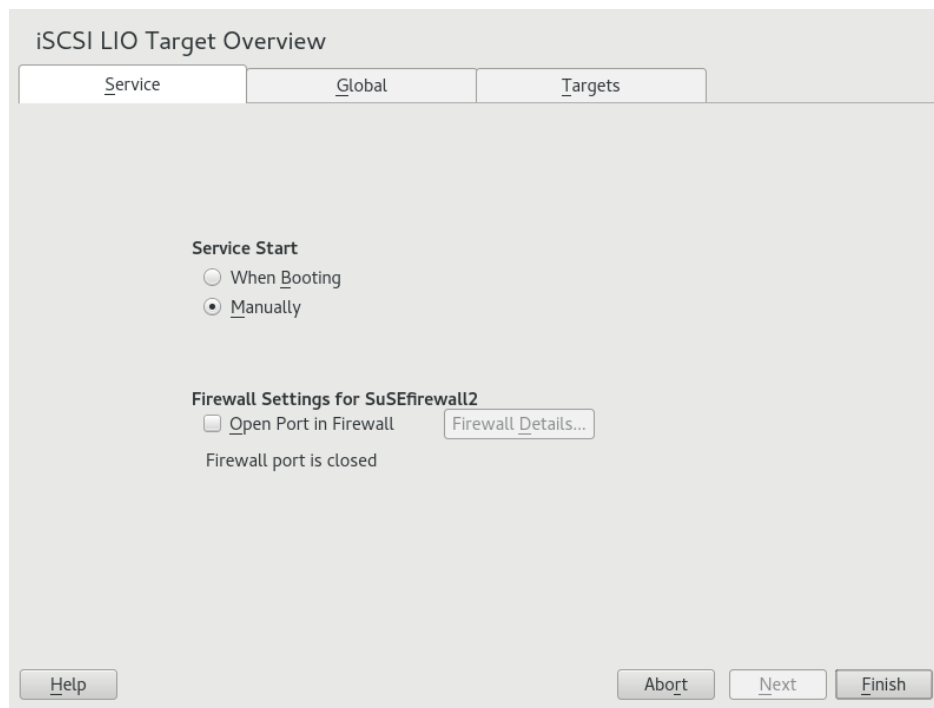 iSCSI LIO Target Overview
Service Global Targets
Service Start
When Booting
Manually
Firewall Settings for SuSEfirewall2
Open Port in Firewall Firewall Details...
Firewall port is closed
Help Abort Next Finish